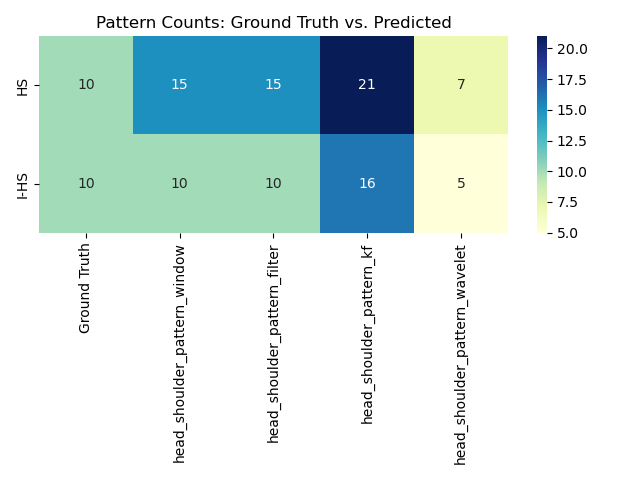 Pattern Counts: Ground Truth vs. Predicted
HS
10 15 15 21 7
I-HS
10 10 10 16 5
Ground Truth
head_shoulder_pattern_window
head_shoulder_pattern_filter
head_shoulder_pattern_kf
head_shoulder_pattern_wavelet
20.0
17.5
15.0
12.5
10.0
7.5
5.0